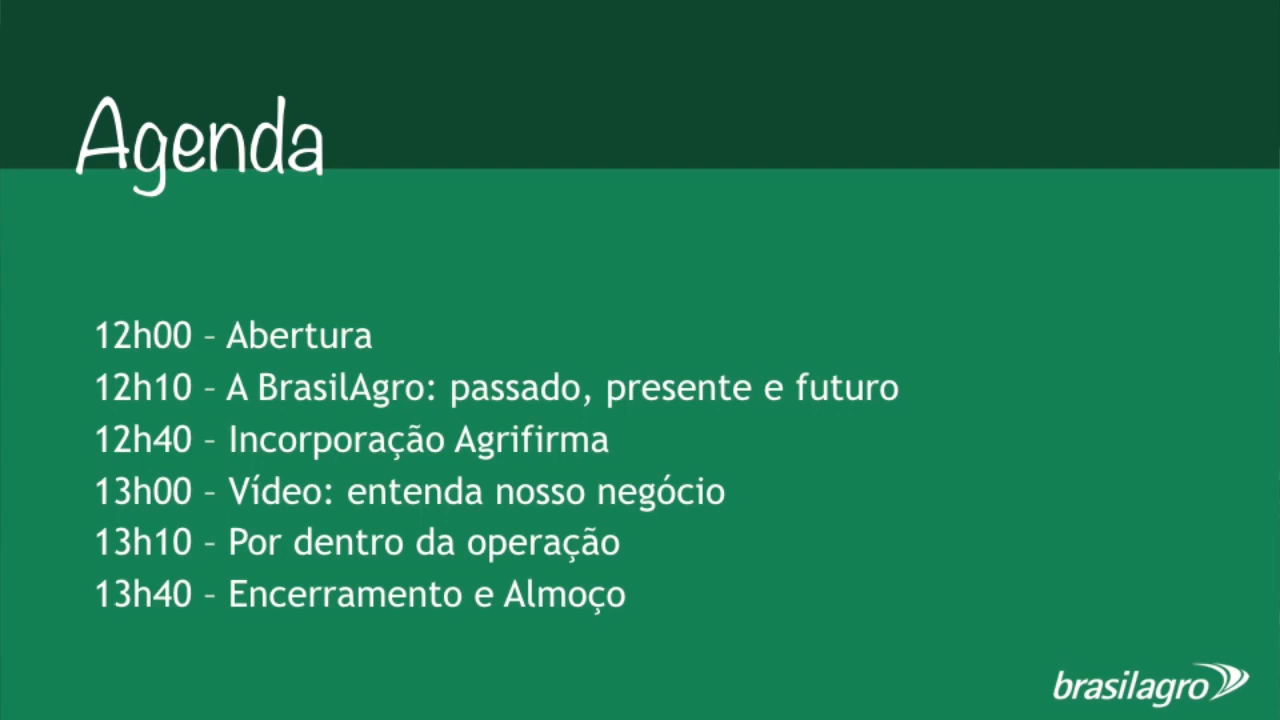 Agenda
12h00 – Abertura
12h10 – A BrasilAgro: passado, presente e futuro
12h40 – Incorporação Agrifirma
13h00 – Vídeo: entenda nosso negócio
13h10 – Por dentro da operação
13h40 – Encerramento e Almoço
brasilagro